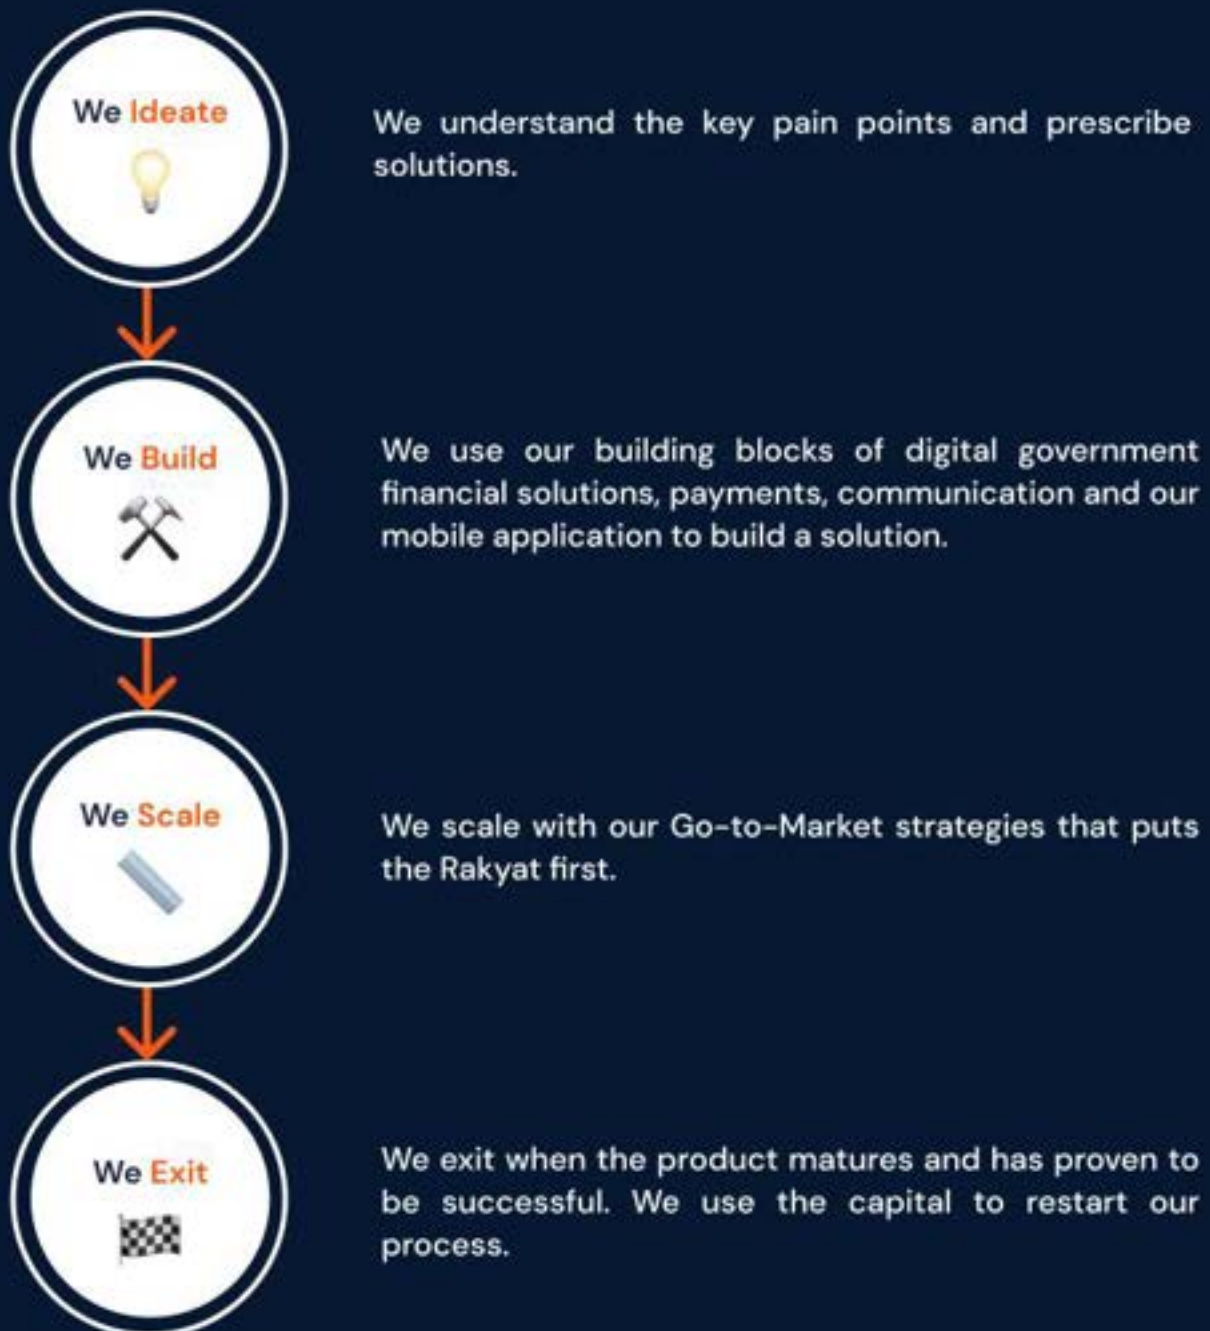 We Ideate
We understand the key pain points and prescribe
solutions.
We Build
We use our building blocks of digital government
financial solutions, payments, communication and our
mobile application to build a solution.
We Scale
We scale with our Go-to-Market strategies that puts
the Rakyat first.
We Exit
We exit when the product matures and has proven to
be successful. We use the capital to restart our
process.